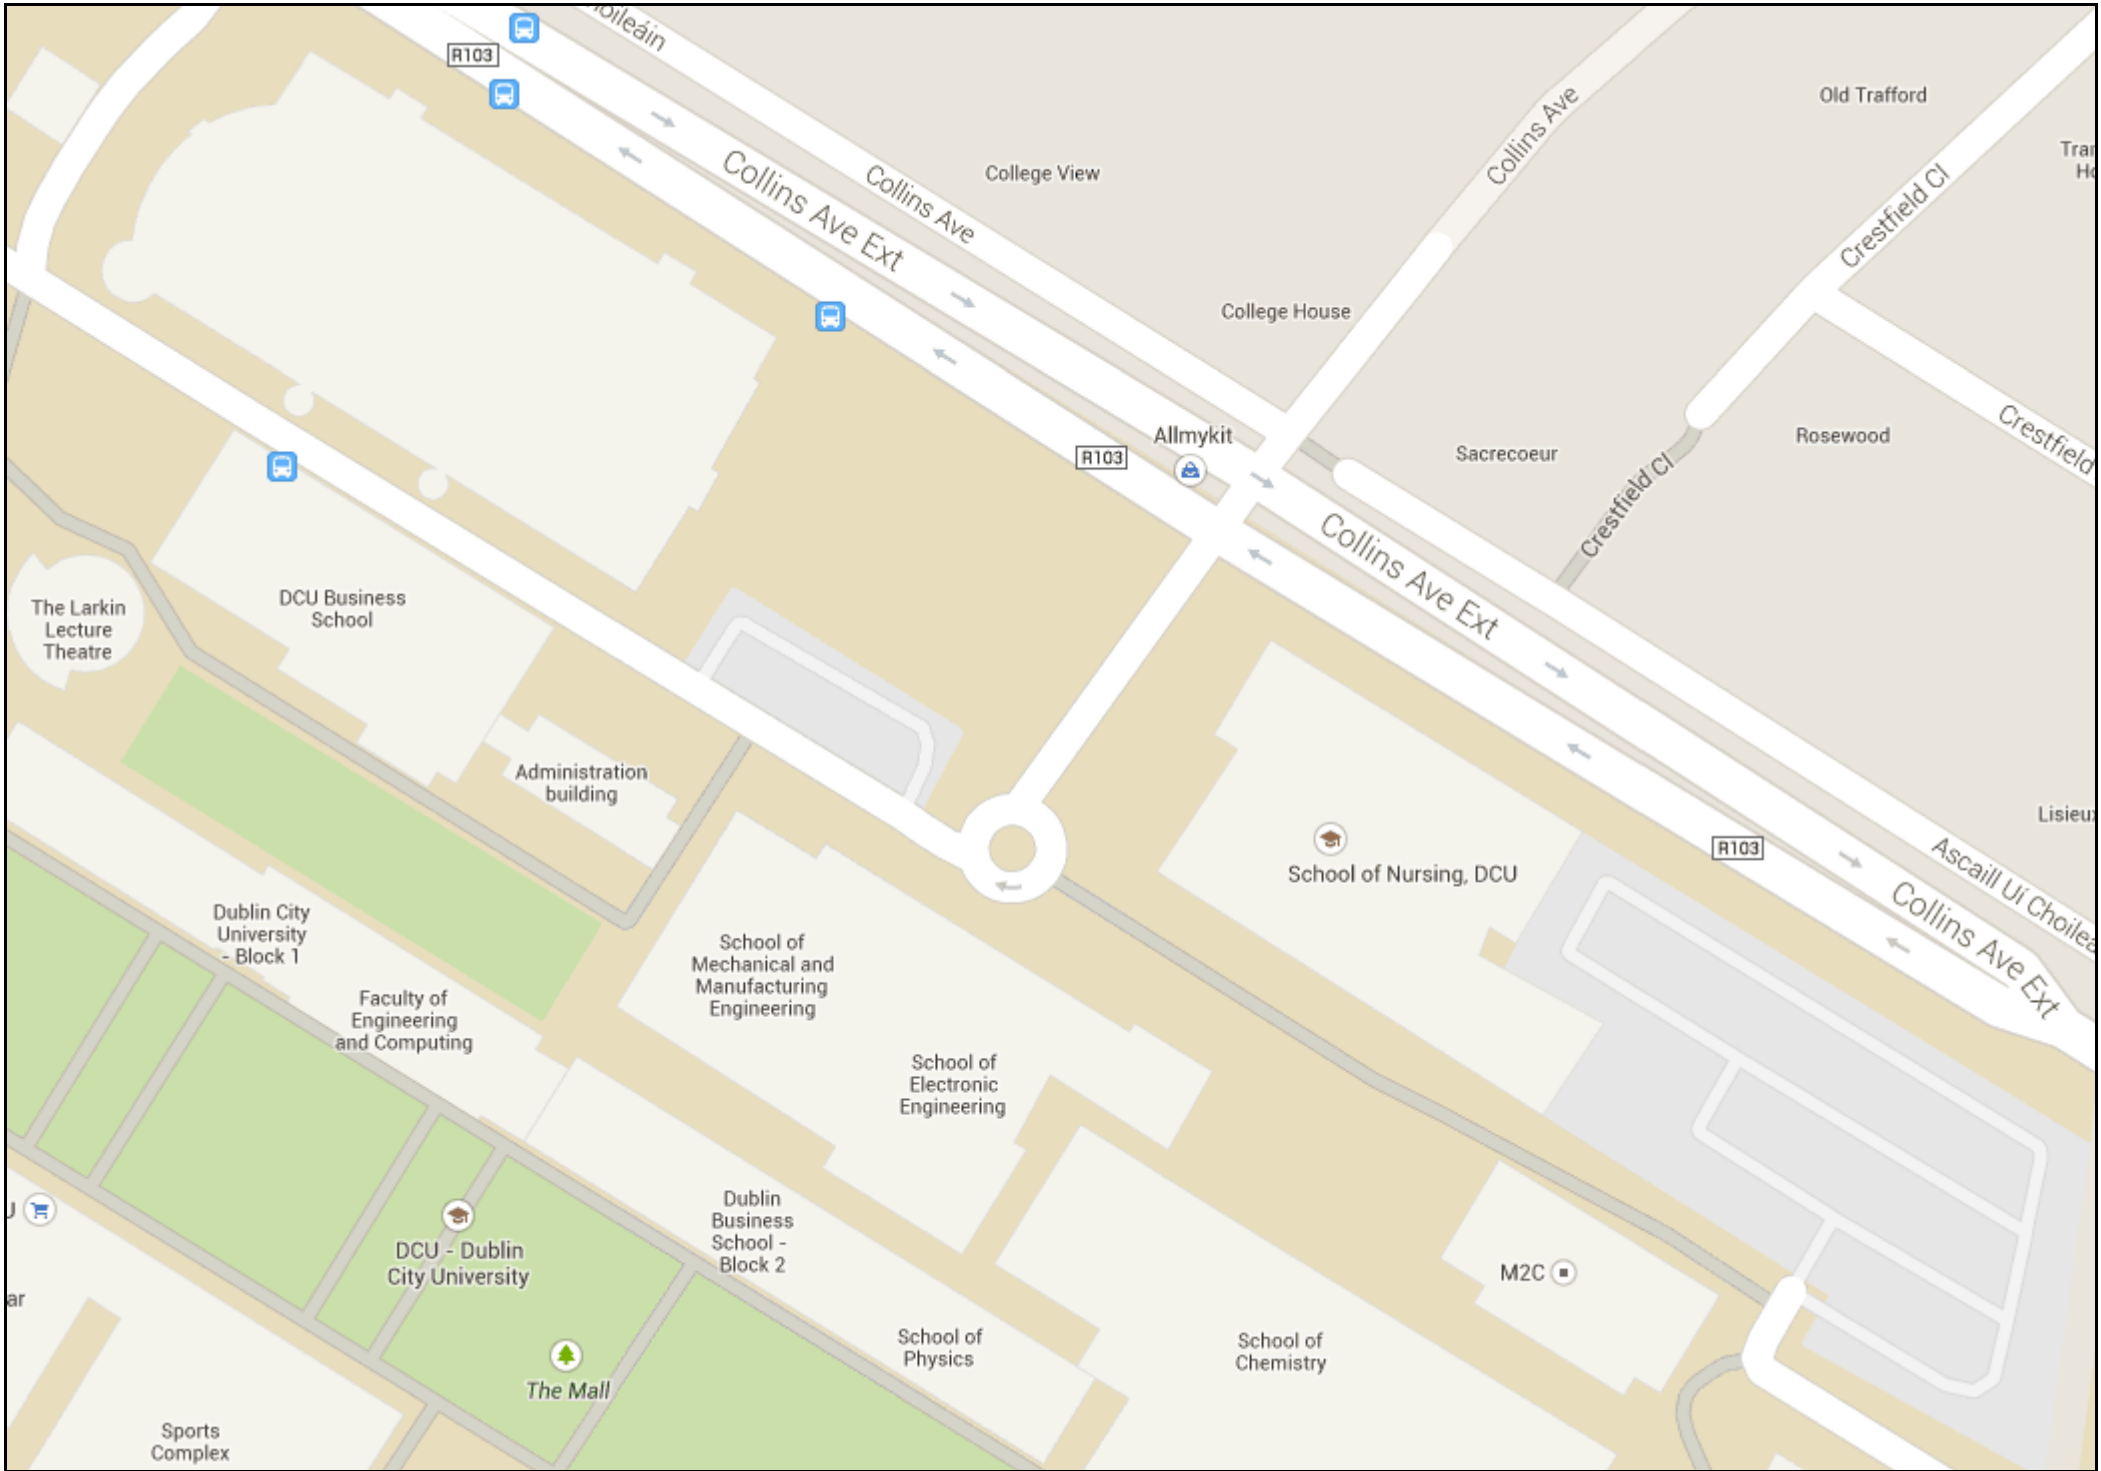 Choileáin
R103
Old Trafford
Collins Ave
College View
Collins Ave
Collins Ave Ext
Crestfield Cl
College House
Allmykit
R103
Sacrecoeur
Rosewood
Crestfield
Crestfield Cl
Collins Ave Ext
DCU Business
School
The Larkin
Lecture
Theatre
Administration
building
School of Nursing, DCU
R103
Ascaill Uí Choileá
Collins Ave Ext
Dublin City
University
- Block 1
School of
Mechanical and
Manufacturing
Engineering
Faculty of
Engineering
and Computing
School of
Electronic
Engineering
Dublin
Business
School -
Block 2
DCU - Dublin
City University
M2C
School of
Physics
School of
Chemistry
The Mall
Sports
Complex